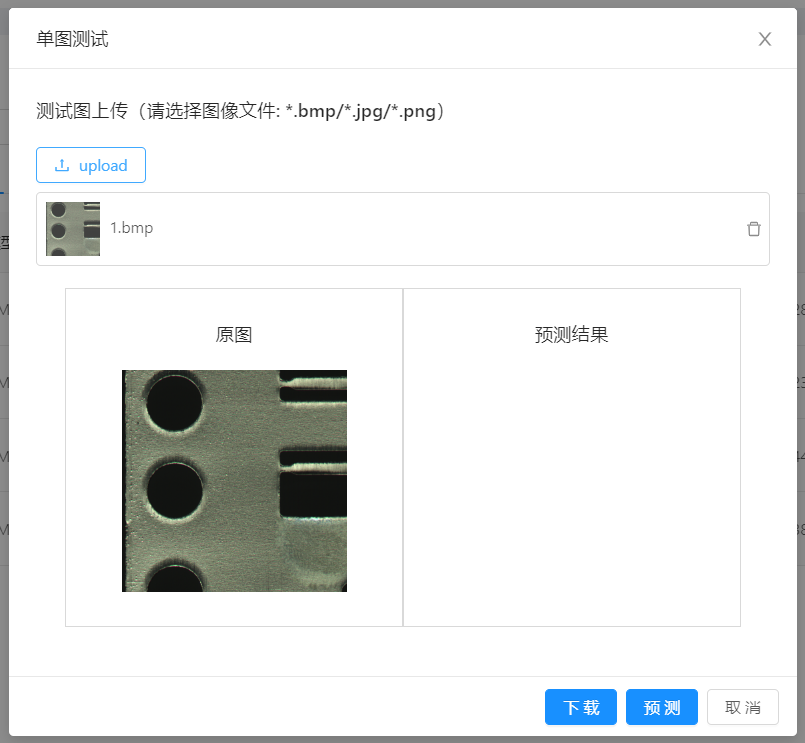 单图测试
测试图上传（请选择图像文件: *.bmp/*.jpg/*.png）
upload
1.bmp
原图
预测结果
下 载
预 测
取 消